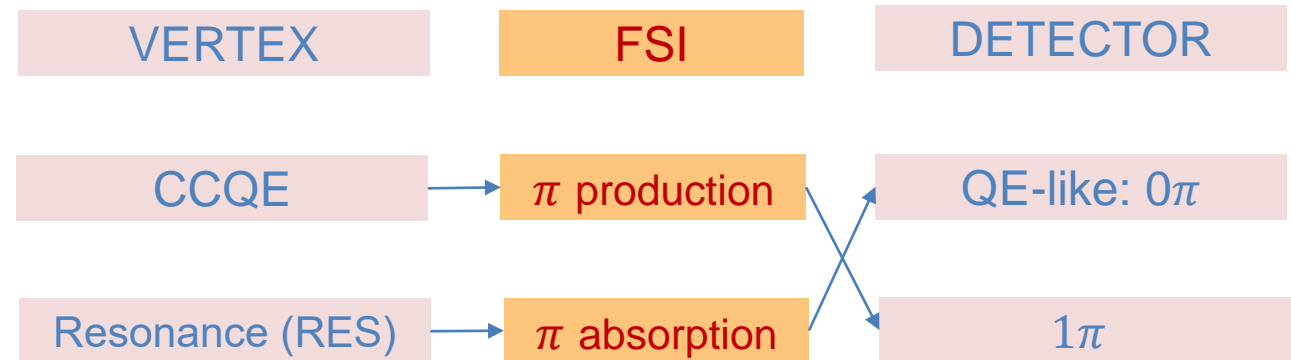 VERTEX FSI DETECTOR
CCQE π production QE-like: 0π
Resonance (RES) π absorption 1π